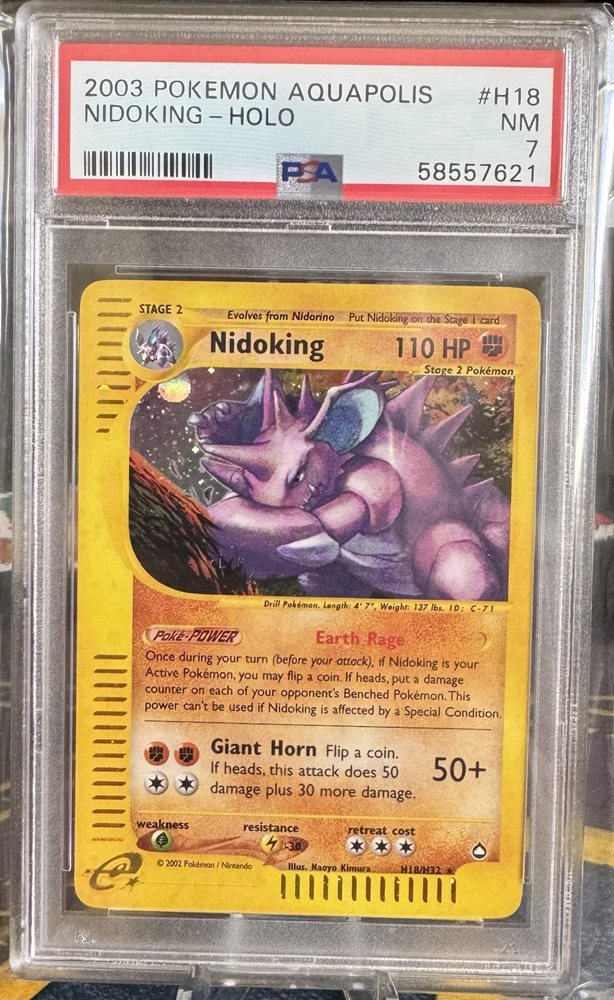 2003 POKEMON AQUAPOLIS #H18
NIDOKING - HOLO NM
7
PSA 58557621
STAGE 2 Evolves from Nidorino Put Nidoking on the Stage 1 card
Nidoking 110 HP
Stage 2 Pokémon
Drill Pokémon. Length: 4' 7", Weight: 137 lbs. ID: C-71
Poké-POWER Earth Rage
Once during your turn (before your attack), if Nidoking is your
Active Pokémon, you may flip a coin. If heads, put a damage
counter on each of your opponent's Benched Pokémon. This
power can't be used if Nidoking is affected by a Special Condition.
Giant Horn Flip a coin.
If heads, this attack does 50 50+
damage plus 30 more damage.
weakness resistance retreat cost
-30
© 2002 Pokémon / Nintendo Illus. Naoyo Kimura H18/H32 ★
e